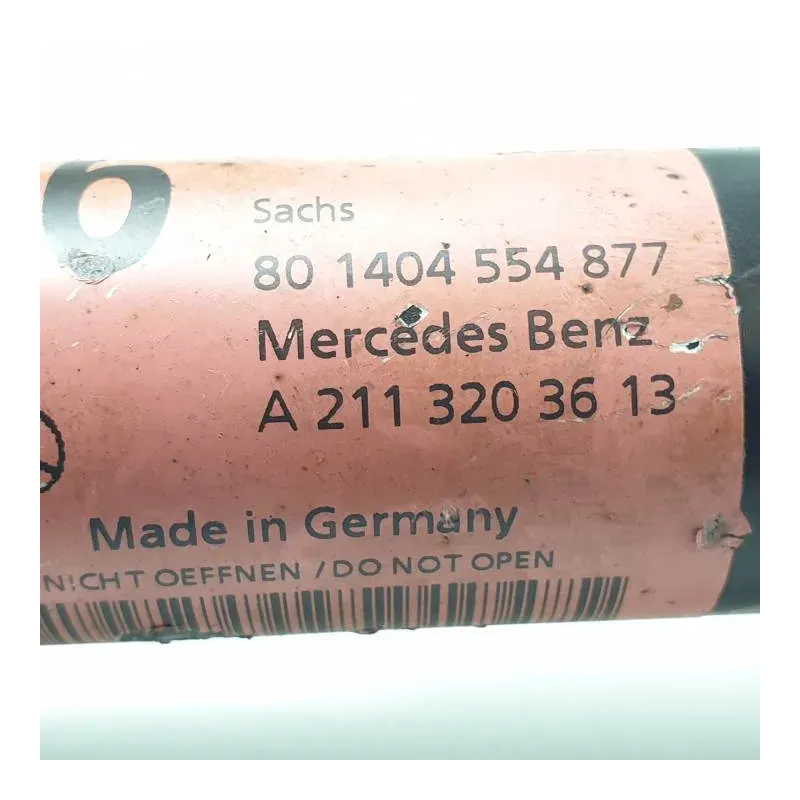 6
Sachs
80 1404 554 877
Mercedes Benz
A 211 320 36 13
Made in Germany
NICHT OEFFNEN / DO NOT OPEN